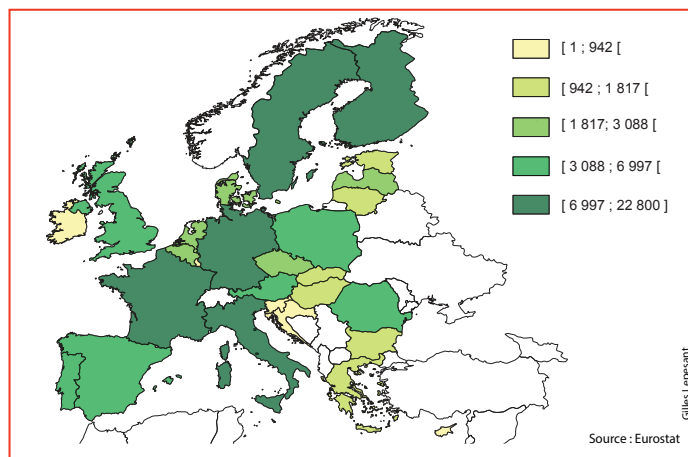 [ 1 ; 942 [
[ 942 ; 1 817 [
[ 1 817; 3 088 [
[ 3 088 ; 6 997 [
[ 6 997 ; 22 800 ]
Gilles Lepesant
Source : Eurostat